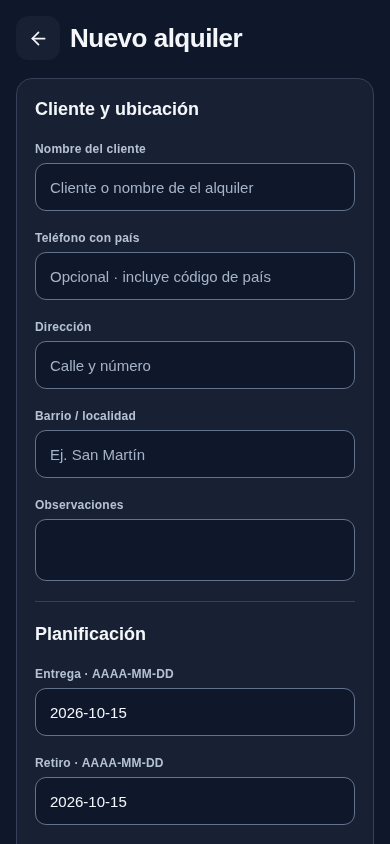 Nuevo alquiler
Cliente y ubicación
Nombre del cliente
Cliente o nombre de el alquiler
Teléfono con país
Opcional · incluye código de país
Dirección
Calle y número
Barrio / localidad
Ej. San Martín
Observaciones
Planificación
Entrega · AAAA-MM-DD
2026-10-15
Retiro · AAAA-MM-DD
2026-10-15